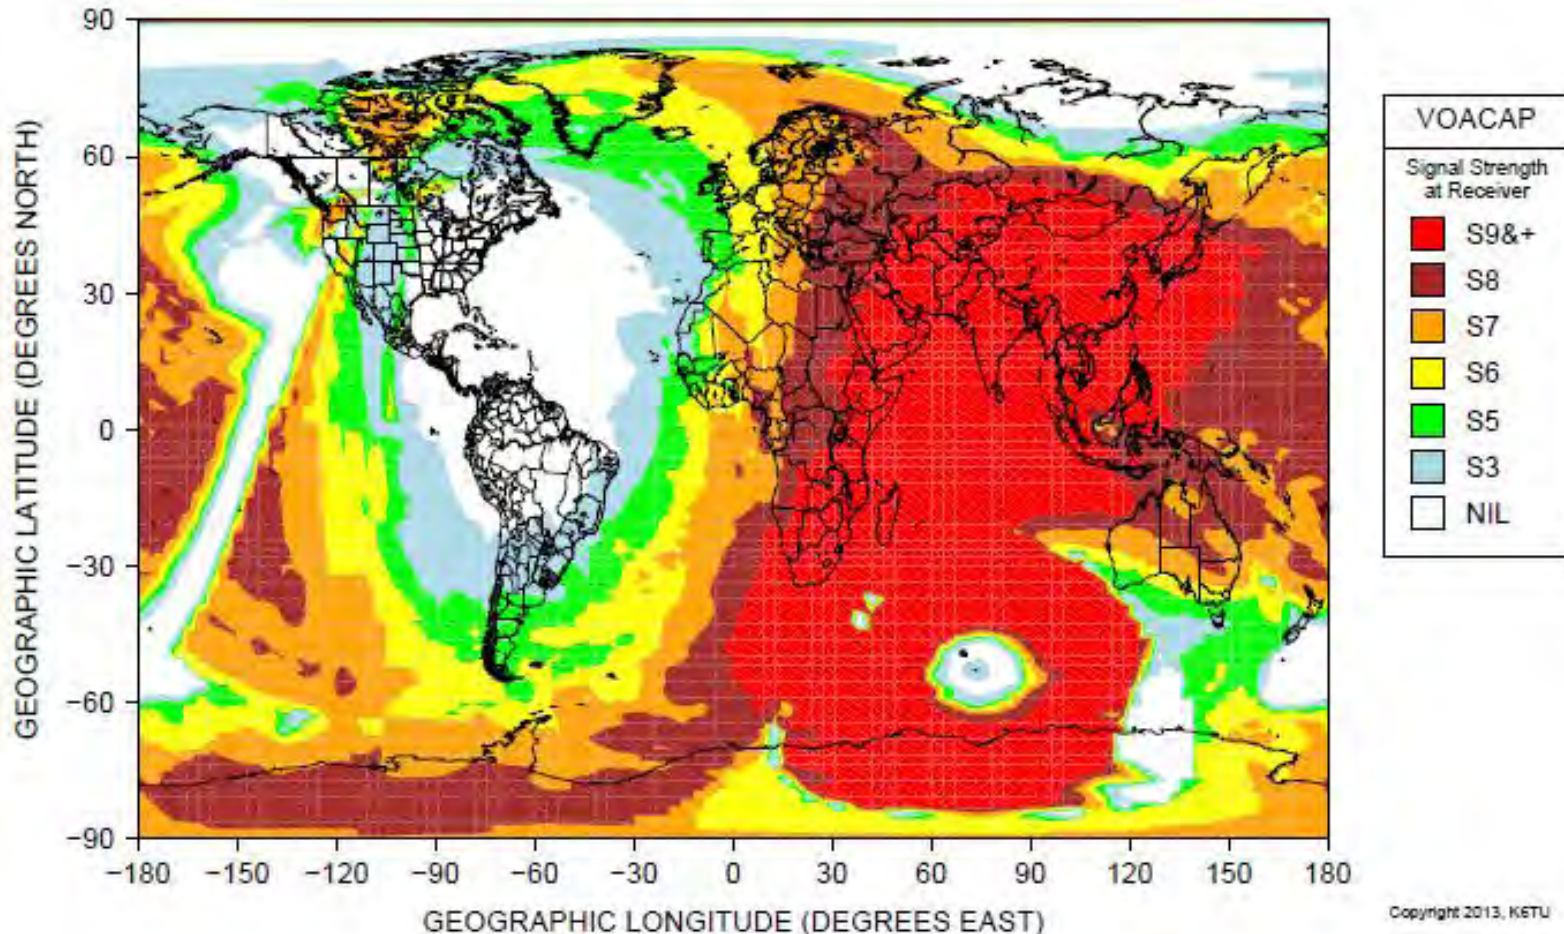 90
60
30
0
−30
−60
−90
GEOGRAPHIC LATITUDE (DEGREES NORTH)
−180 −150 −120 −90 −60 −30 0 30 60 90 120 150 180
GEOGRAPHIC LONGITUDE (DEGREES EAST)
VOACAP
Signal Strength
at Receiver
S9&+
S8
S7
S6
S5
S3
NIL
Copyright 2013, K6TU